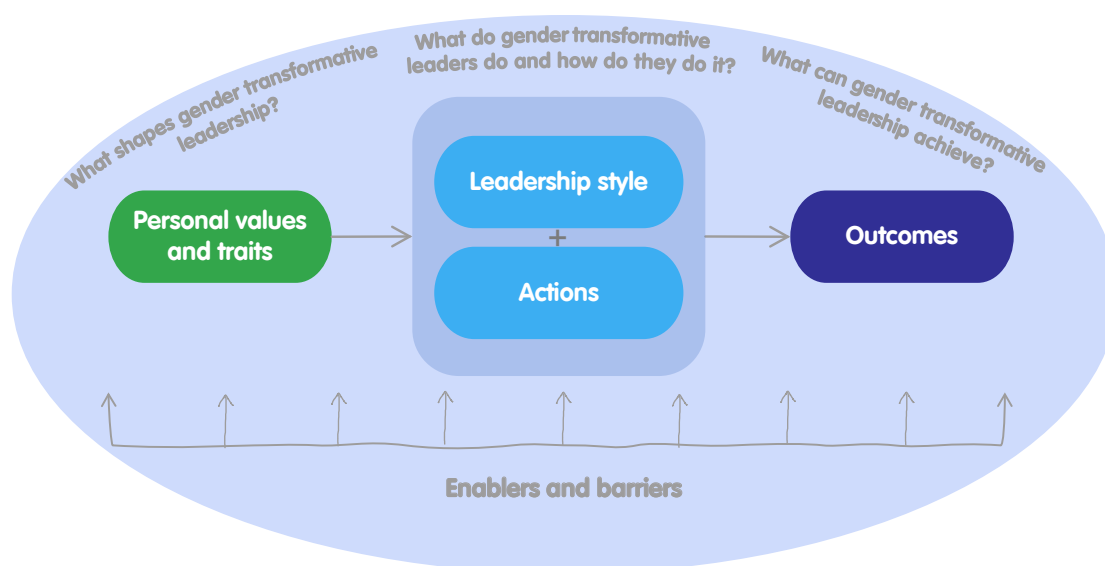 What shapes gender transformative
leadership?
What do gender transformative
leaders do and how do they do it?
What can gender transformative
leadership achieve?
Personal values
and traits
Leadership style
+
Actions
Outcomes
Enablers and barriers